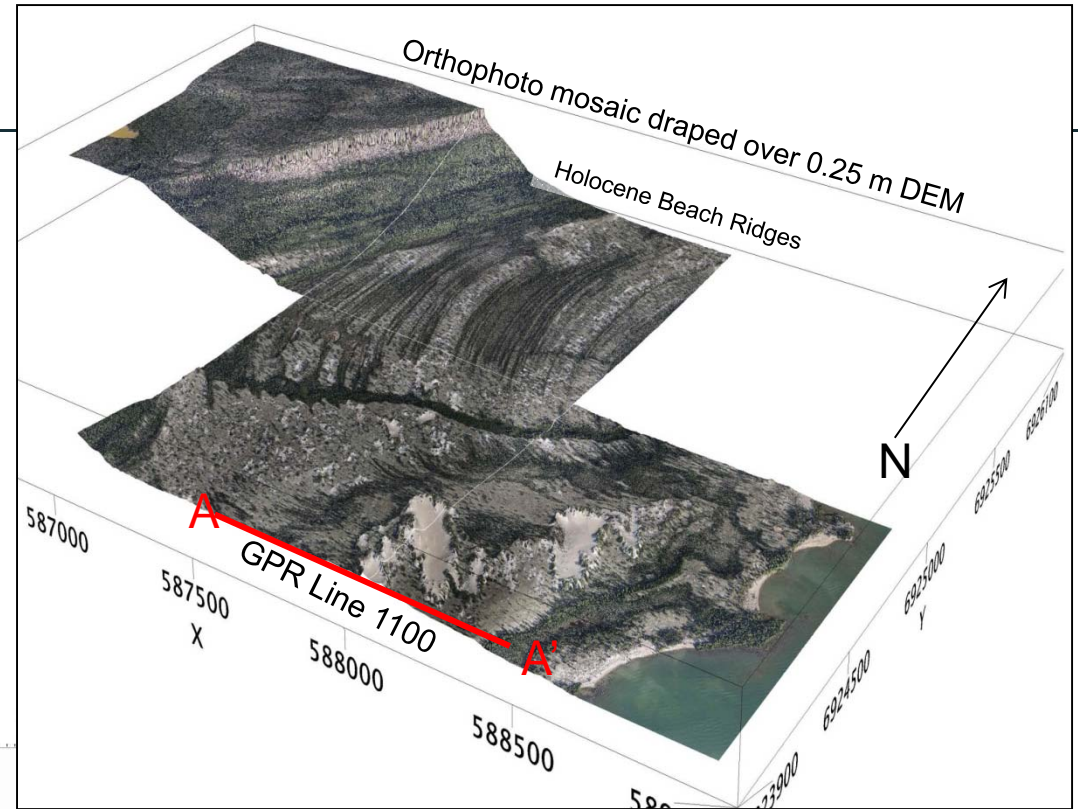 Orthophoto mosaic draped over 0.25 m DEM
Holocene Beach Ridges
N
A
GPR Line 1100
A'
587000
587500
X
588000
588500
6926100
6925500
6925000
Y
6924500